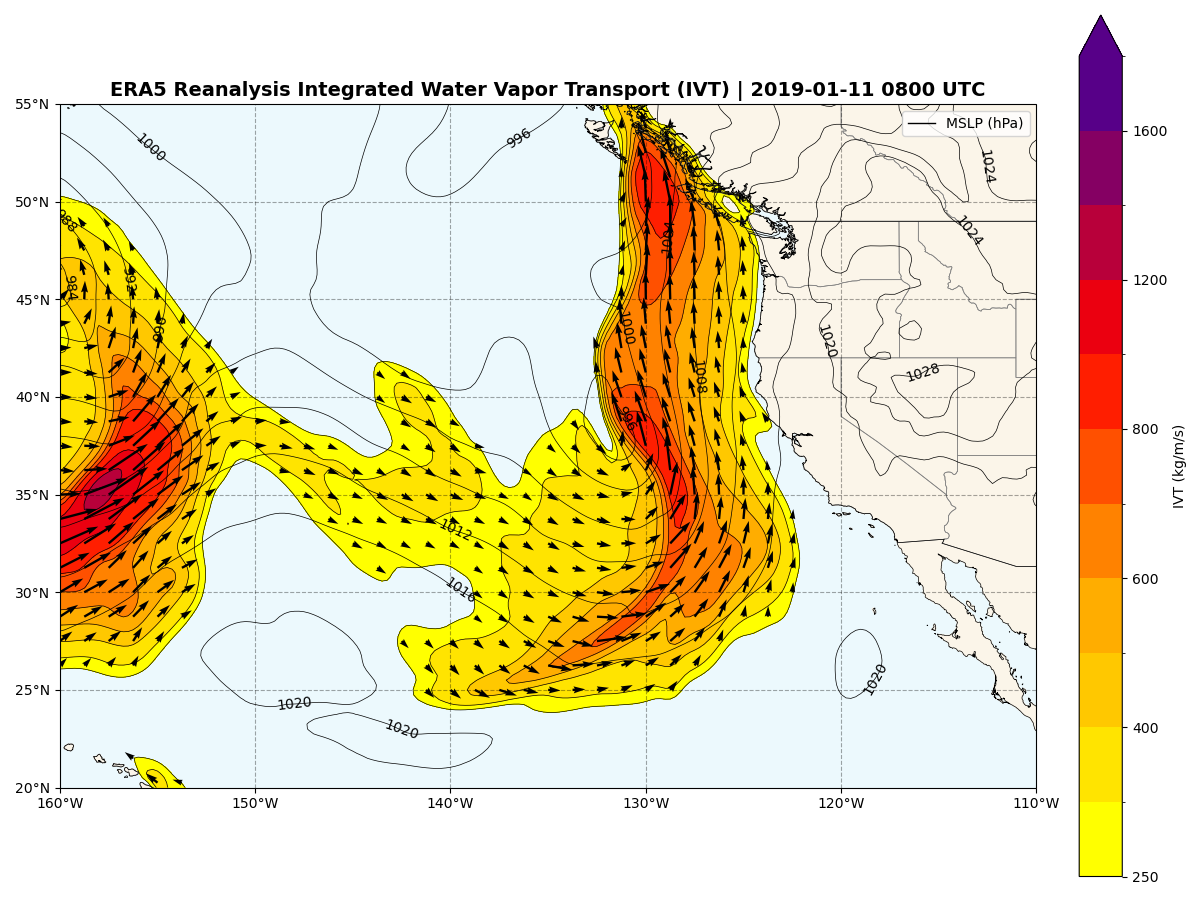 ERA5 Reanalysis Integrated Water Vapor Transport (IVT) | 2019-01-11 0800 UTC
MSLP (hPa)
55°N
50°N
45°N
40°N
35°N
30°N
25°N
20°N
160°W
150°W
140°W
130°W
120°W
110°W
1000
996
988
984
992
1004
1000
1008
996
1024
1024
1020
1028
1012
1016
1020
1020
1020
1600
1200
800
600
400
250
IVT (kg/m/s)